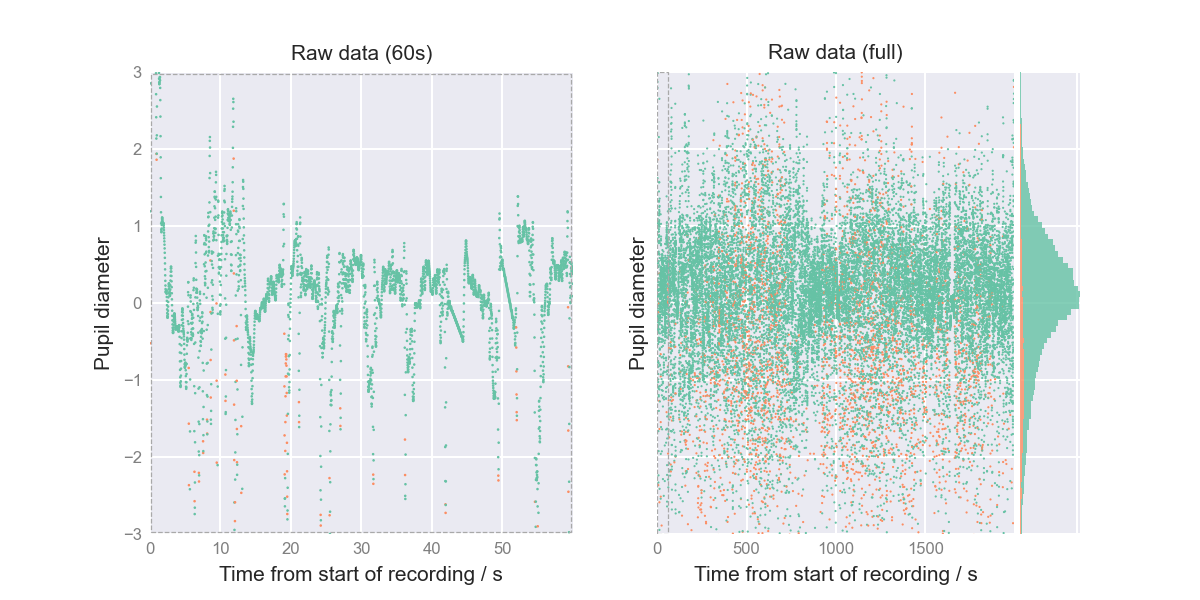 Raw data (60s)
Pupil diameter
3
2
1
0
−1
−2
−3
0 10 20 30 40 50
Time from start of recording / s
Raw data (full)
Pupil diameter
0 500 1000 1500
Time from start of recording / s